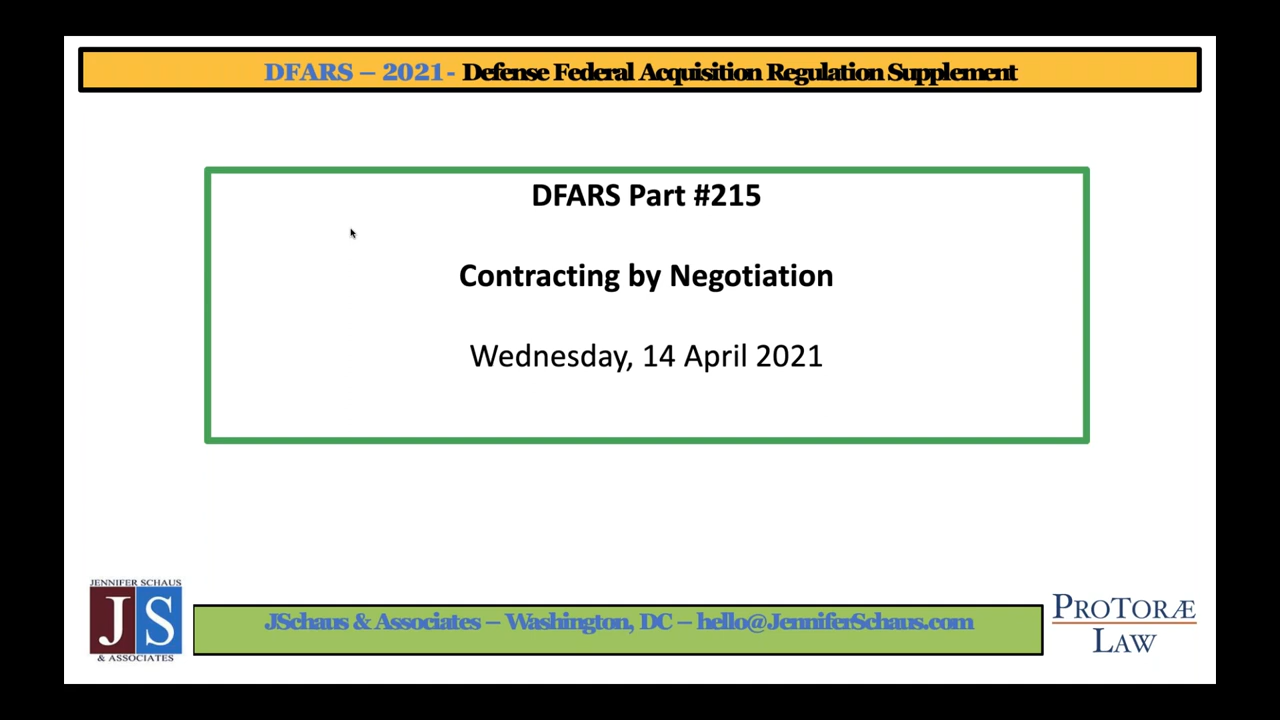 DFARS – 2021 - Defense Federal Acquisition Regulation Supplement
DFARS Part #215
Contracting by Negotiation
Wednesday, 14 April 2021
JENNIFER SCHAUS
JS
& ASSOCIATES
JSchaus & Associates – Washington, DC – hello@JenniferSchaus.com
PROTORÆ
LAW